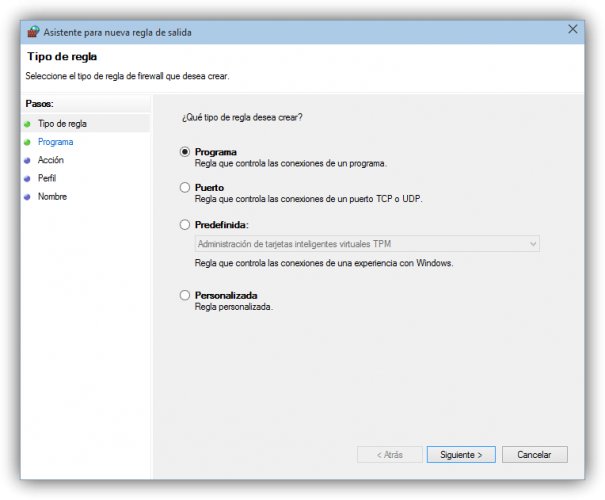 Asistente para nueva regla de salida
Tipo de regla
Seleccione el tipo de regla de firewall que desea crear.
Pasos:
Tipo de regla
Programa
Acción
Perfil
Nombre
¿Qué tipo de regla desea crear?
Programa
Regla que controla las conexiones de un programa.
Puerto
Regla que controla las conexiones de un puerto TCP o UDP.
Predefinida:
Administración de tarjetas inteligentes virtuales TPM
Regla que controla las conexiones de una experiencia con Windows.
Personalizada
Regla personalizada.
< Atrás
Siguiente >
Cancelar